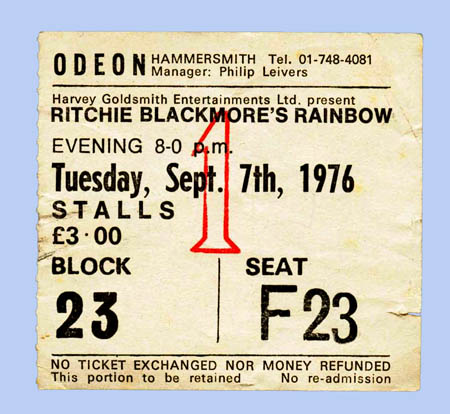 ODEON HAMMERSMITH Tel. 01-748-4081
Manager: Philip Leivers
Harvey Goldsmith Entertainments Ltd. present
RITCHIE BLACKMORE'S RAINBOW
EVENING 8-0 p.m.
Tuesday, Sept. 7th, 1976
1
STALLS
£3·00
BLOCK SEAT
23 F23
NO TICKET EXCHANGED NOR MONEY REFUNDED
This portion to be retained No re-admission